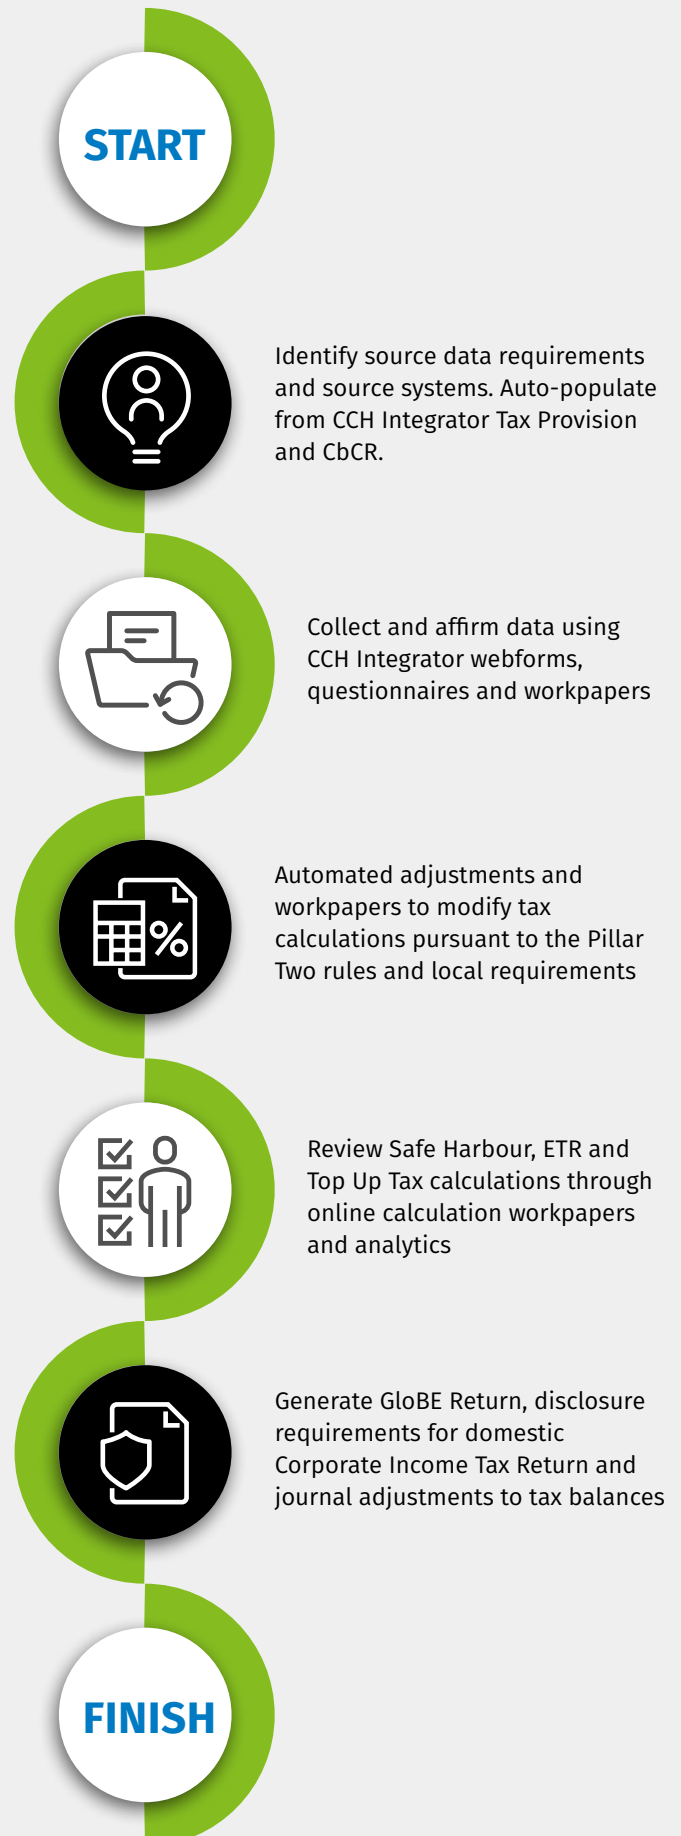 START
Identify source data requirements
and source systems. Auto-populate
from CCH Integrator Tax Provision
and CbCR.
Collect and affirm data using
CCH Integrator webforms,
questionnaires and workpapers
Automated adjustments and
workpapers to modify tax
calculations pursuant to the Pillar
Two rules and local requirements
%
Review Safe Harbour, ETR and
Top Up Tax calculations through
online calculation workpapers
and analytics
Generate GloBE Return, disclosure
requirements for domestic
Corporate Income Tax Return and
journal adjustments to tax balances
FINISH